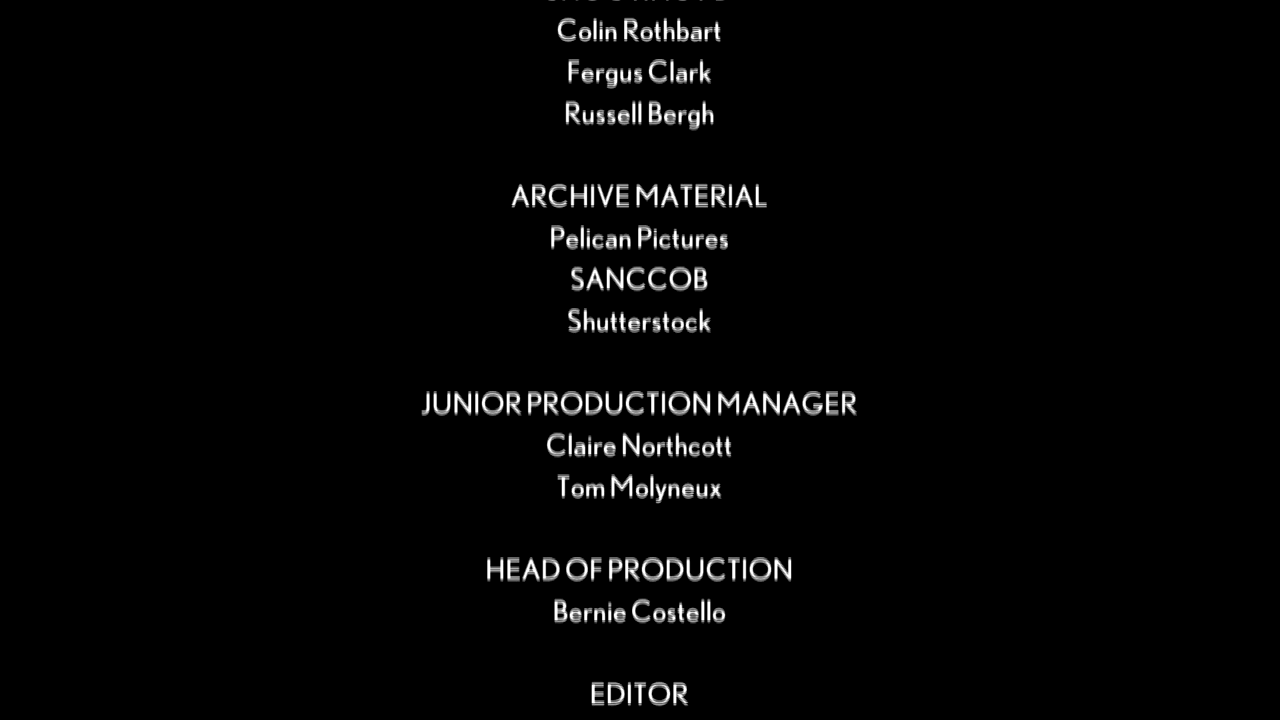 Colin Rothbart
Fergus Clark
Russell Bergh
ARCHIVE MATERIAL
Pelican Pictures
SANCCOB
Shutterstock
JUNIOR PRODUCTION MANAGER
Claire Northcott
Tom Molyneux
HEAD OF PRODUCTION
Bernie Costello
EDITOR